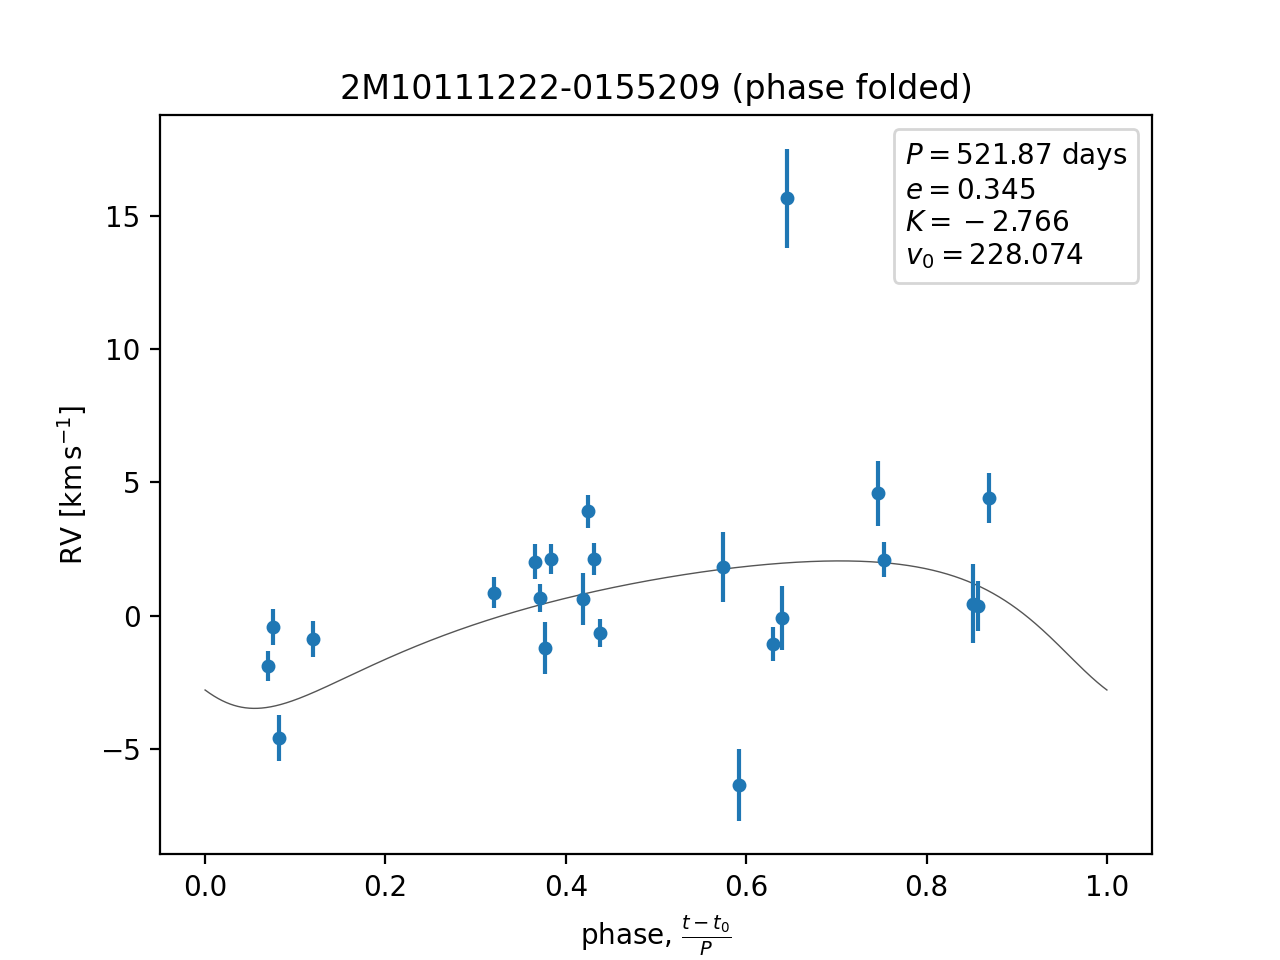 2M10111222-0155209 (phase folded)
P = 521.87 days
e = 0.345
K = −2.766
v₀ = 228.074
15
10
5
0
−5
RV [km s⁻¹]
0.0 0.2 0.4 0.6 0.8 1.0
phase, (t − t₀)/P